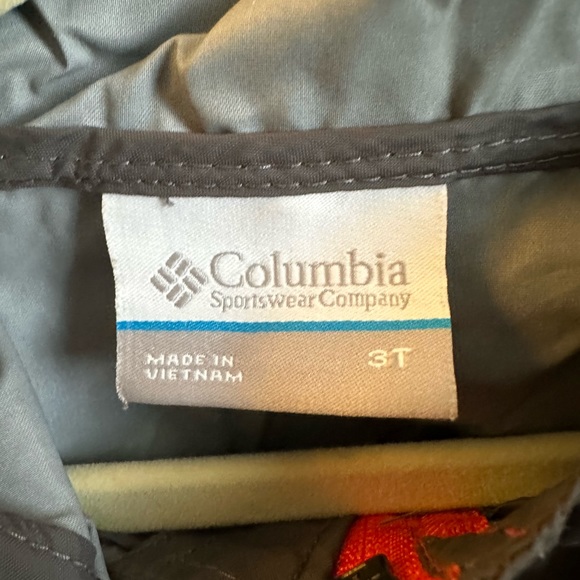 Columbia
Sportswear Company
MADE IN
VIETNAM
3T